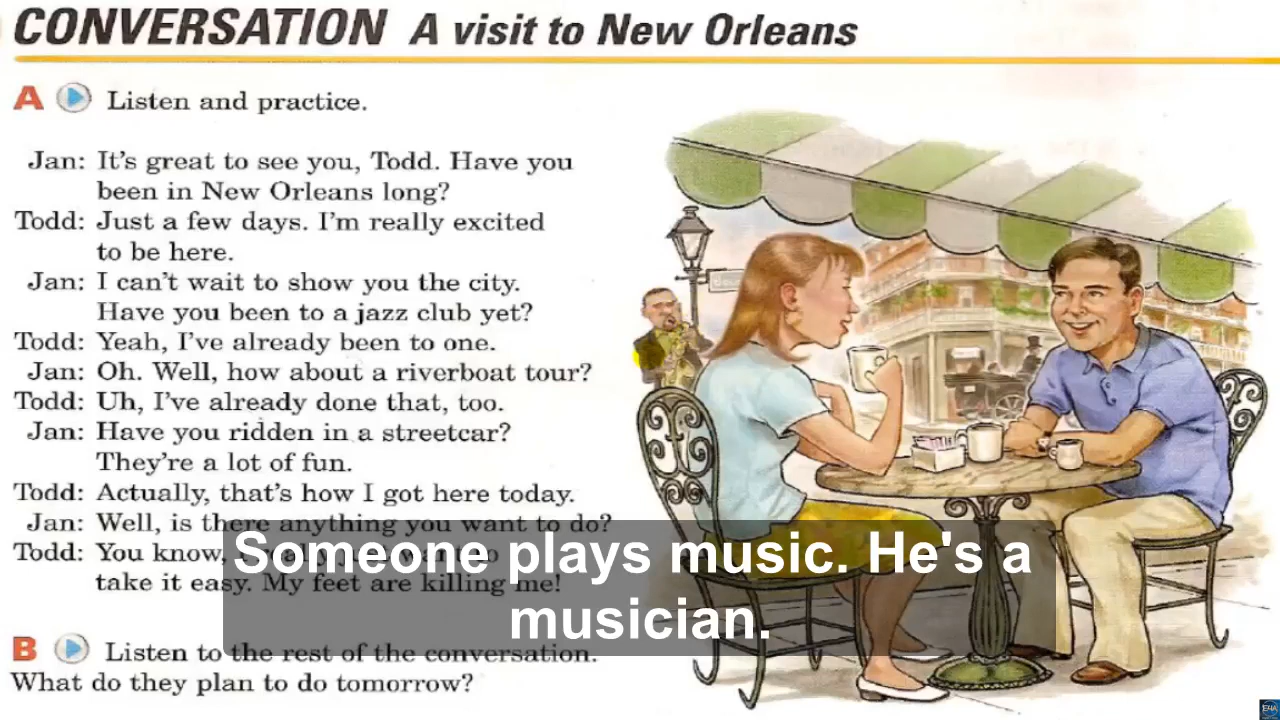 CONVERSATION A visit to New Orleans
A Listen and practice.
Jan: It's great to see you, Todd. Have you
been in New Orleans long?
Todd: Just a few days. I'm really excited
to be here.
Jan: I can't wait to show you the city.
Have you been to a jazz club yet?
Todd: Yeah, I've already been to one.
Jan: Oh. Well, how about a riverboat tour?
Todd: Uh, I've already done that, too.
Jan: Have you ridden in a streetcar?
They're a lot of fun.
Todd: Actually, that's how I got here today.
Jan: Well, is there anything you want to do?
Todd: You know,
take it easy. My feet are killing me!
Someone plays music. He's a
musician.
B Listen to the rest of the conversation.
What do they plan to do tomorrow?